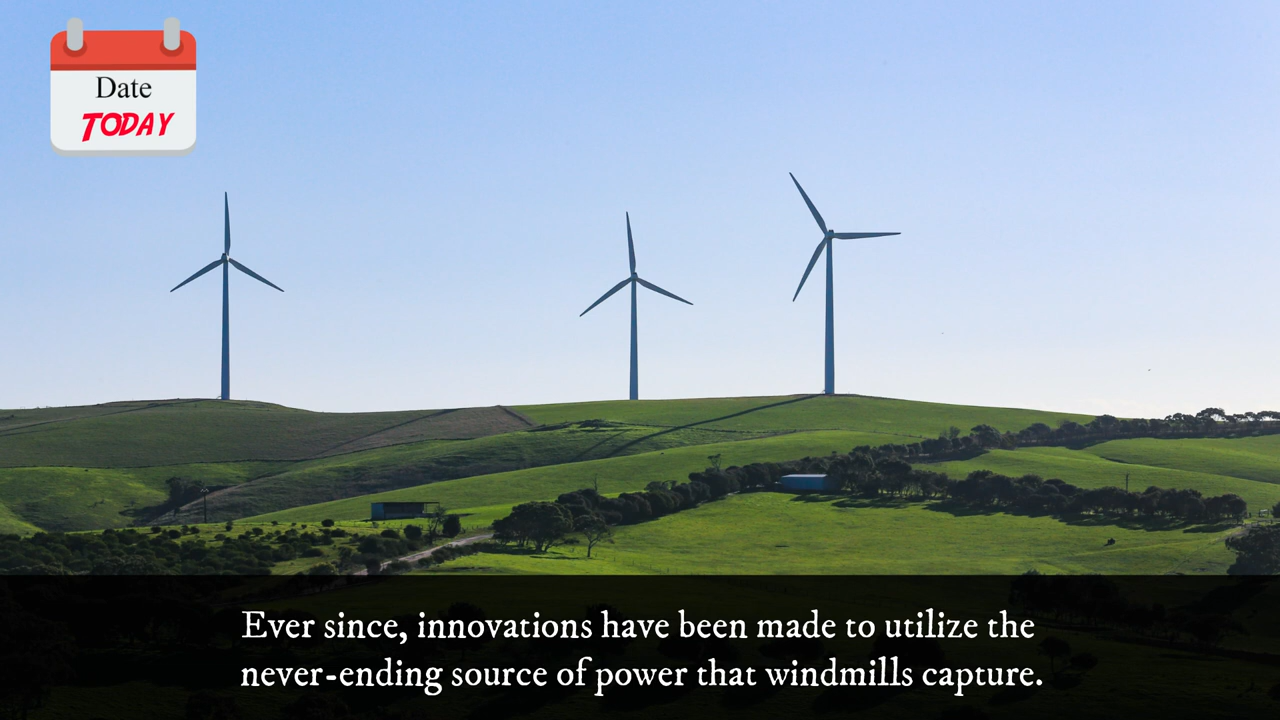 Date
TODAY
Ever since, innovations have been made to utilize the
never-ending source of power that windmills capture.